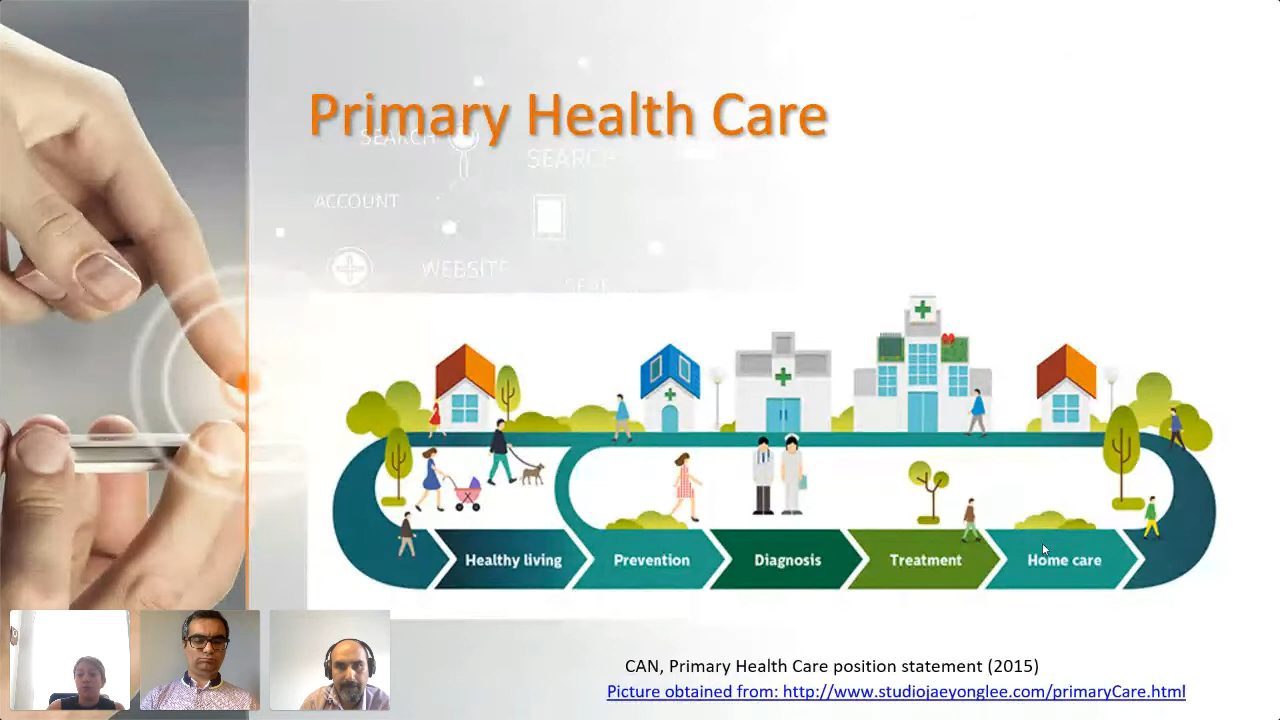 Primary Health Care
SEARCH
SEARCH
ACCOUNT
WEBSITE
Healthy living
Prevention
Diagnosis
Treatment
Home care
CAN, Primary Health Care position statement (2015)
Picture obtained from: http://www.studiojaeyonglee.com/primaryCare.html